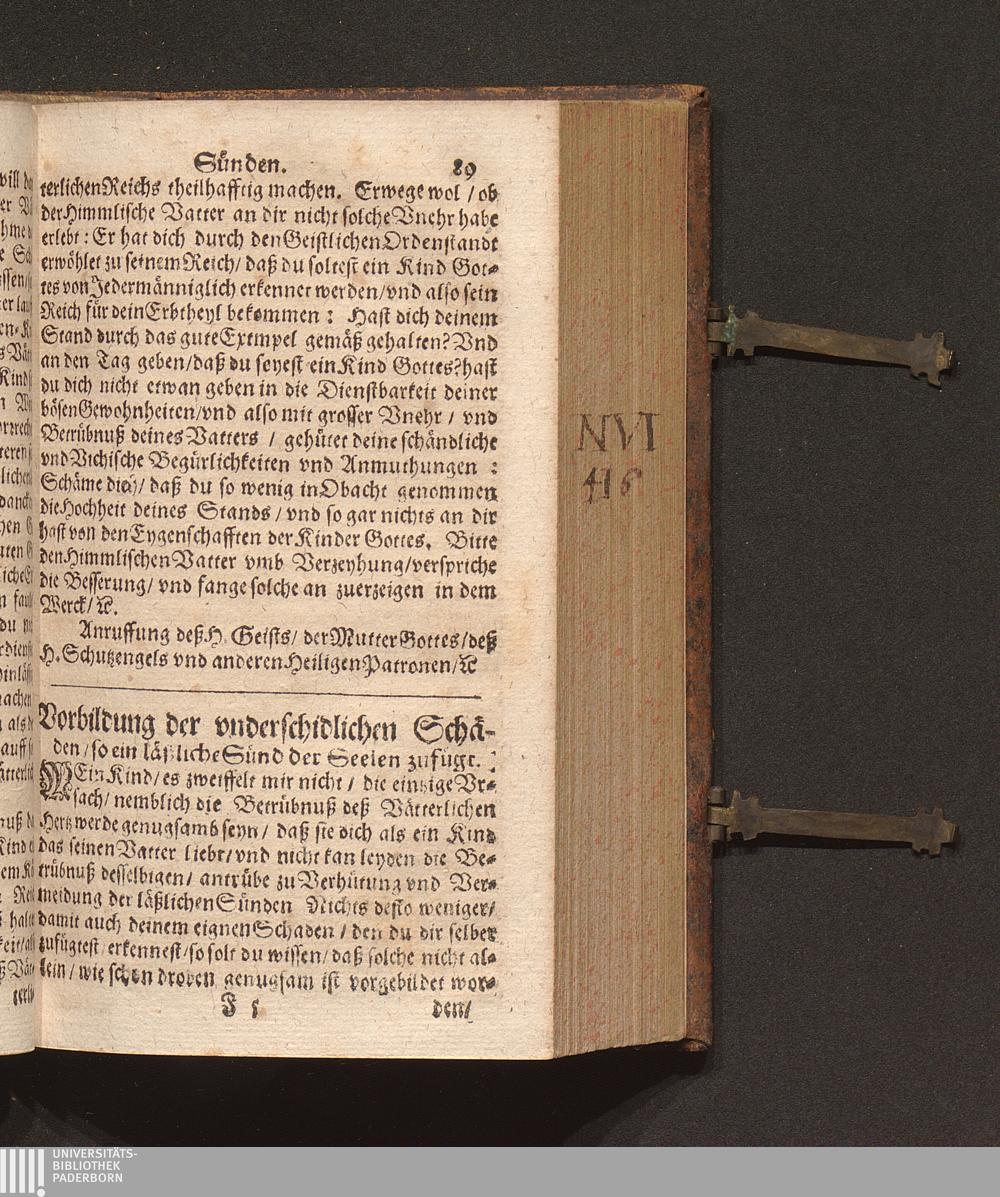 Sünden. 89
terlichen Reichs theilhafftig machen. Erwege wol / ob
der Himmlische Vatter an dir nicht solche Vnehr habe
erlebt: Er hat dich durch den Geistlichen Ordenstandt
erwöhlet zu seinem Reich/ daß du soltest ein Kind Got-
tes von Jedermänniglich erkennet werden/ vnd also sein
Reich für dein Erbtheyl bekommen: Hast dich deinem
Stand durch das gute Exempel gemäß gehalten? Vnd
an den Tag geben/ daß du seyest ein Kind Gottes? hast
du dich nicht etwan geben in die Dienstbarkeit deiner
bösen Gewohnheiten/ vnd also mit grosser Vnehr / vnd
Betrübnuß deines Vatters / gehütet deine schändliche
vnd Vichische Begürlichkeiten vnd Anmuthungen:
Schäme dich/ daß du so wenig in Obacht genommen
die Hochheit deines Stands / vnd so gar nichts an dir
hast von den Eygenschafften der Kinder Gottes. Bitte
den Himmlischen Vatter vmb Verzeyhung/ verspriche
die Besserung/ vnd fange solche an zuerzeigen in dem
Werck/ ꝛc.
Anruffung deß H. Geists/ der Mutter Gottes/ deß
H. Schutzengels vnd anderen Heiligen Patronen/ ꝛc
Vorbildung der vnderschidlichen Schä-
den / so ein läßliche Sünd der Seelen zufügt.
MEin Kind/ es zweiffelt mir nicht / die eintzige Vr-
sach/ nemblich die Betrübnuß deß Vätterlichen
Hertz werde genugsamb seyn/ daß sie dich als ein Kind
das seinen Vatter liebt/ vnd nicht kan leyden die Be-
trübnuß desselbigen/ antrübe zu Verhütung vnd Ver-
meidung der läßlichen Sünden Nichts desto weniger/
damit auch deinem eignen Schaden / den du dir selber
zufügtest erkennest/ so solt du wissen/ daß solche nicht al-
lein / wie schon droben genugsam ist vorgebildet wor-
F 5 den/
NVI
416
UNIVERSITÄTS-
BIBLIOTHEK
PADERBORN